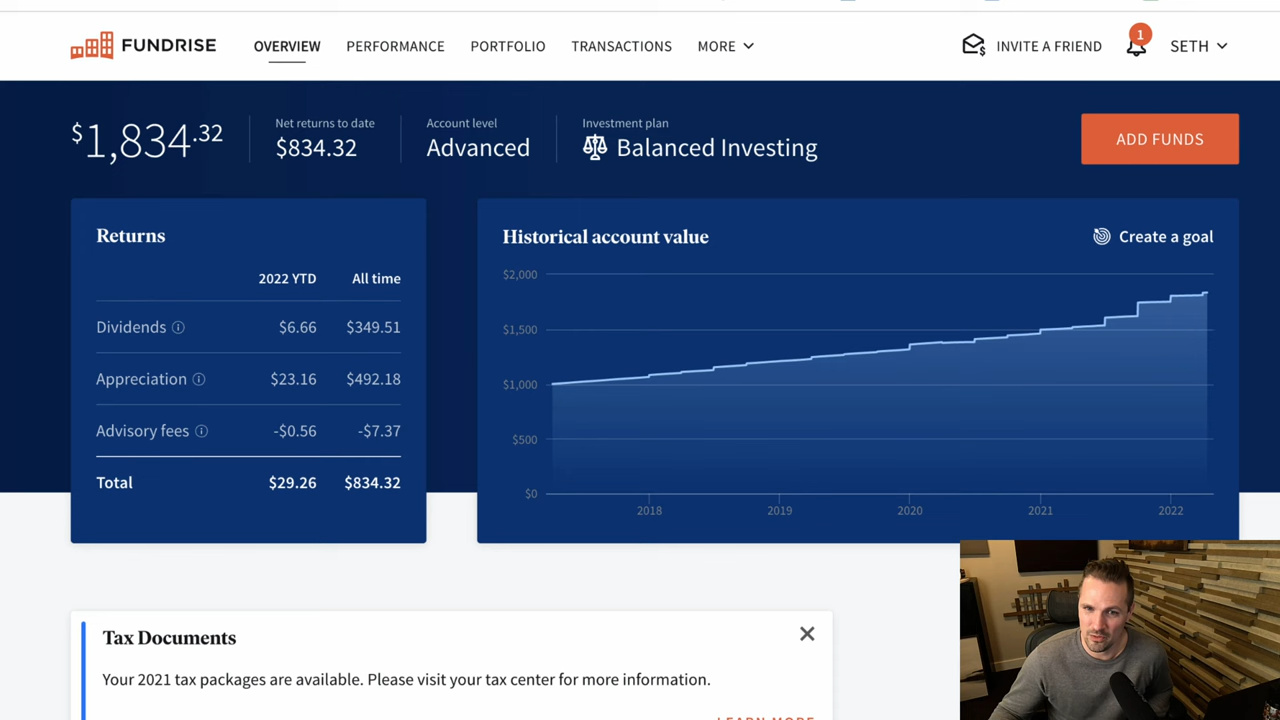 FUNDRISE OVERVIEW PERFORMANCE PORTFOLIO TRANSACTIONS MORE INVITE A FRIEND 1 SETH
$1,834.32
Net returns to date
$834.32
Account level
Advanced
Investment plan
Balanced Investing
ADD FUNDS
Returns
2022 YTD All time
Dividends $6.66 $349.51
Appreciation $23.16 $492.18
Advisory fees -$0.56 -$7.37
Total $29.26 $834.32
Historical account value
Create a goal
$2,000
$1,500
$1,000
$500
$0
2018 2019 2020 2021 2022
Tax Documents
Your 2021 tax packages are available. Please visit your tax center for more information.
LEARN MORE